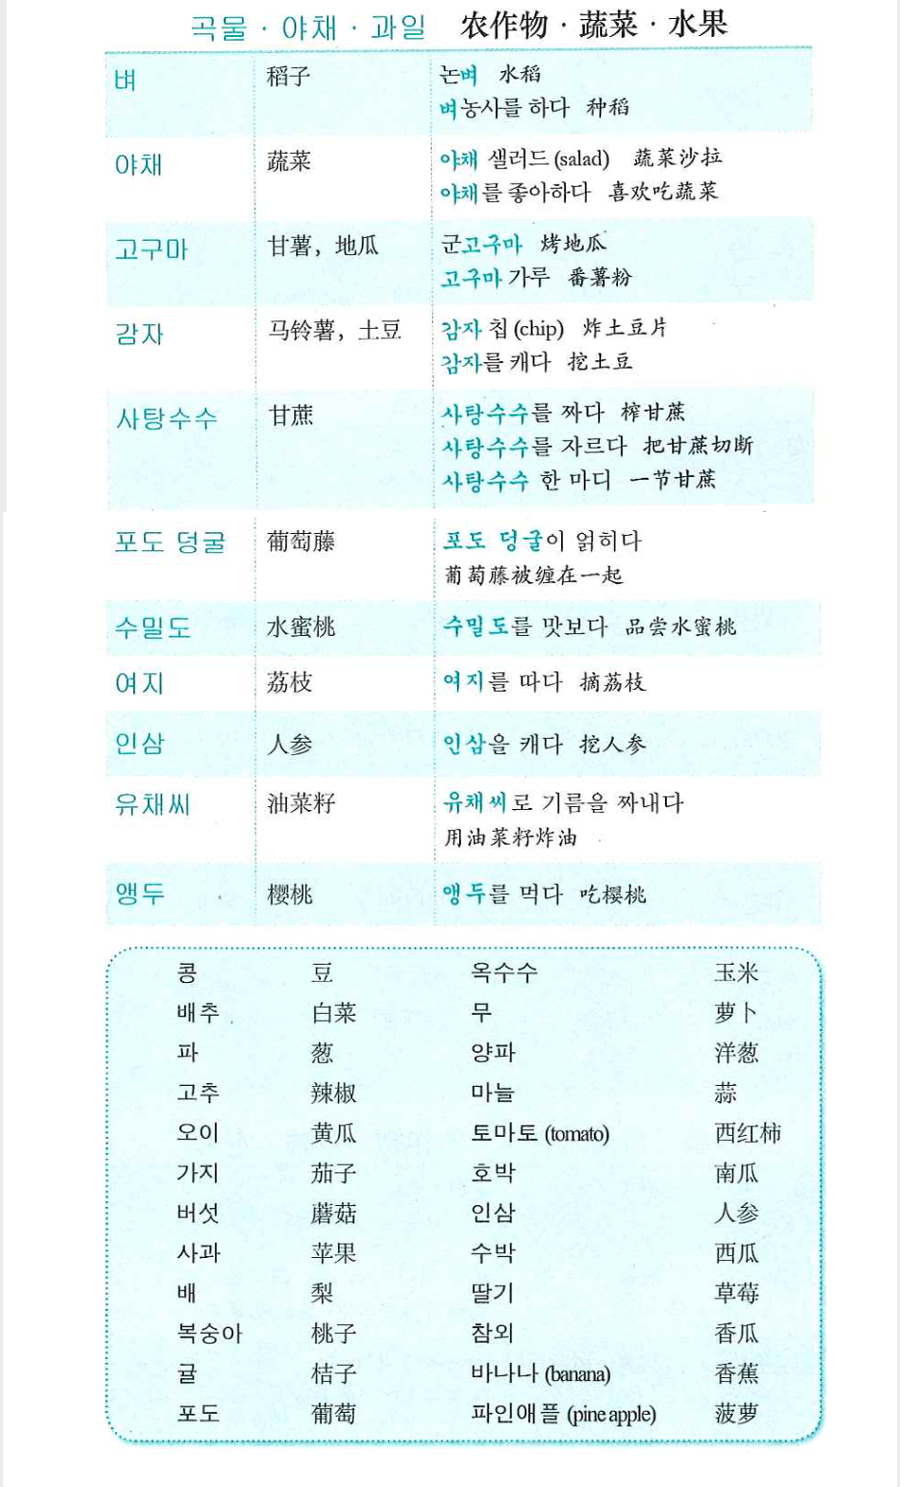 곡물·야채·과일 农作物·蔬菜·水果
벼 稻子 논벼 水稻
벼농사를 하다 种稻
야채 蔬菜 야채 샐러드(salad) 蔬菜沙拉
야채를 좋아하다 喜欢吃蔬菜
고구마 甘薯，地瓜 군고구마 烤地瓜
고구마 가루 番薯粉
감자 马铃薯，土豆 감자 칩(chip) 炸土豆片
감자를 캐다 挖土豆
사탕수수 甘蔗 사탕수수를 짜다 榨甘蔗
사탕수수를 자르다 把甘蔗切断
사탕수수 한 마디 一节甘蔗
포도 덩굴 葡萄藤 포도 덩굴이 얽히다
葡萄藤被缠在一起
수밀도 水蜜桃 수밀도를 맛보다 品尝水蜜桃
여지 荔枝 여지를 따다 摘荔枝
인삼 人参 인삼을 캐다 挖人参
유채씨 油菜籽 유채씨로 기름을 짜내다
用油菜籽炸油
앵두 樱桃 앵두를 먹다 吃樱桃
콩 豆 옥수수 玉米
배추 白菜 무 萝卜
파 葱 양파 洋葱
고추 辣椒 마늘 蒜
오이 黄瓜 토마토(tomato) 西红柿
가지 茄子 호박 南瓜
버섯 蘑菇 인삼 人参
사과 苹果 수박 西瓜
배 梨 딸기 草莓
복숭아 桃子 참외 香瓜
귤 桔子 바나나(banana) 香蕉
포도 葡萄 파인애플(pineapple) 菠萝